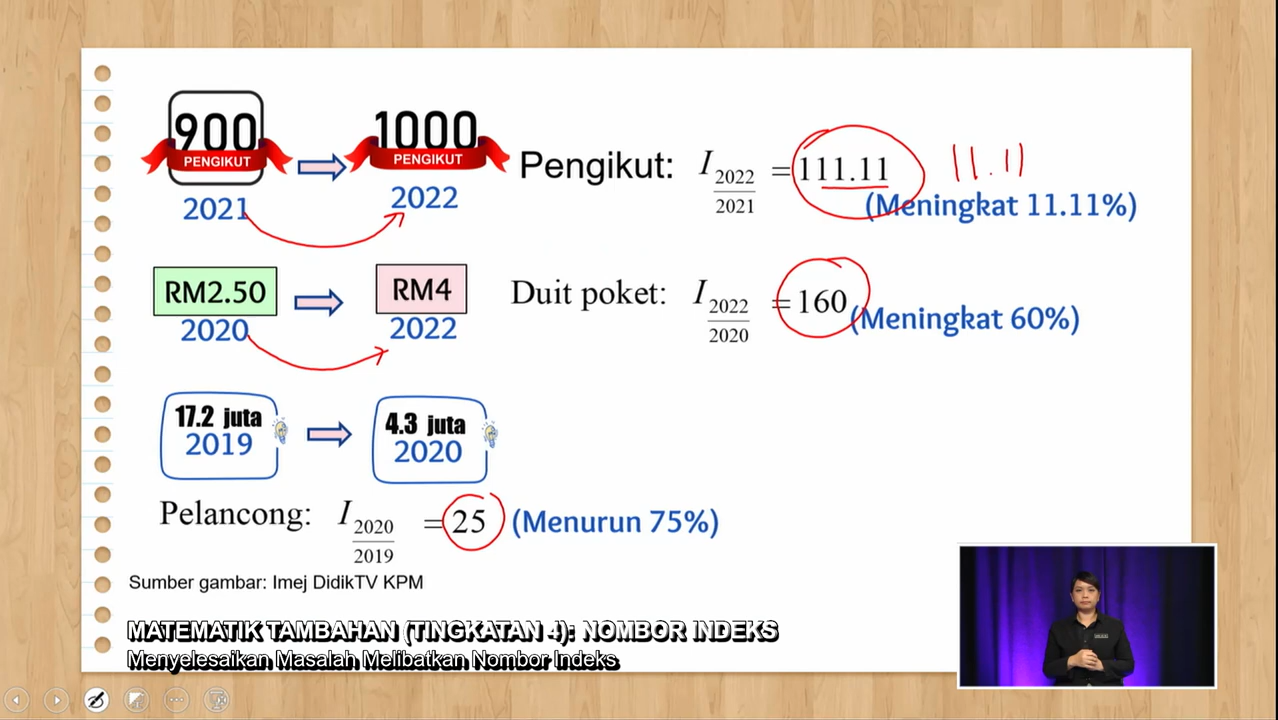 900
PENGIKUT
2021
1000
PENGIKUT
2022
Pengikut: I 2022/2021 = 111.11
11.11
(Meningkat 11.11%)
RM2.50
2020
RM4
2022
Duit poket: I 2022/2020 = 160
(Meningkat 60%)
17.2 juta
2019
4.3 juta
2020
Pelancong: I 2020/2019 = 25 (Menurun 75%)
Sumber gambar: Imej DidikTV KPM
MATEMATIK TAMBAHAN (TINGKATAN 4): NOMBOR INDEKS
Menyelesaikan Masalah Melibatkan Nombor Indeks